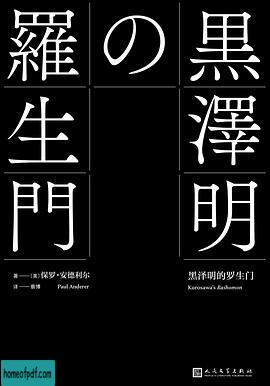 黒澤明
の
羅生門
黑泽明的罗生门
Kurosawa's Rashomon
著——(美)保罗·安德利尔
Paul Anderer
译——蔡博
人民文学出版社
homeofpdf.com